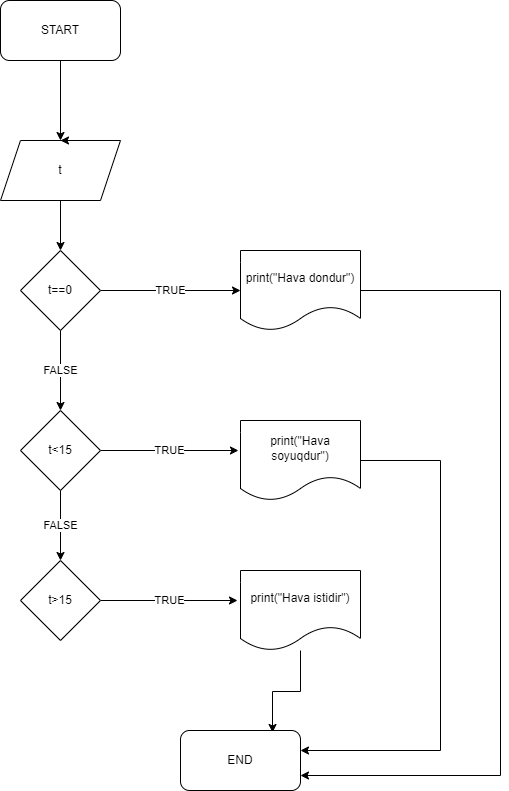 START
t
t==0
TRUE
print("Hava dondur")
FALSE
t<15
TRUE
print("Hava
soyuqdur")
FALSE
t>15
TRUE
print("Hava istidir")
END